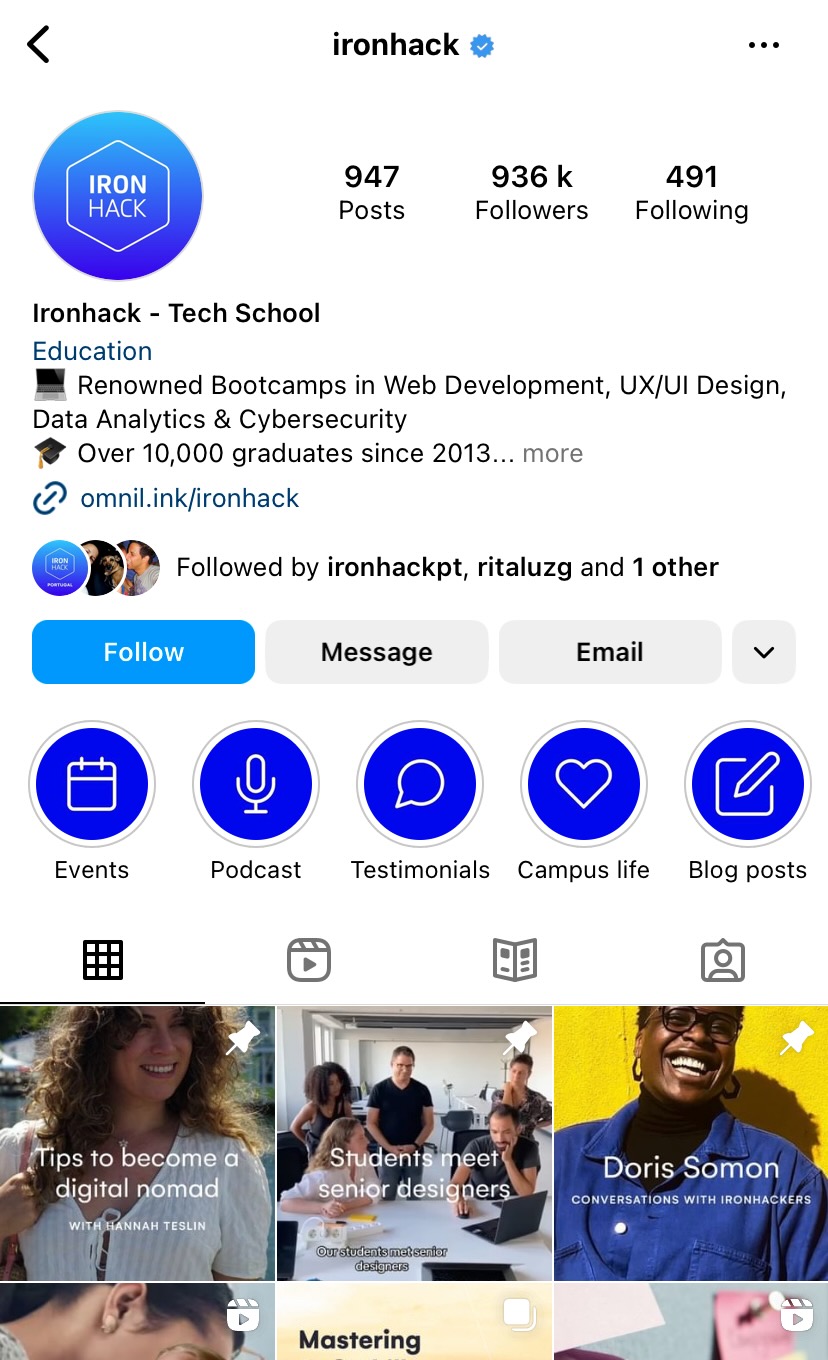 ironhack
IRON
HACK
947
Posts
936 k
Followers
491
Following
Ironhack - Tech School
Education
💻 Renowned Bootcamps in Web Development, UX/UI Design,
Data Analytics & Cybersecurity
🎓 Over 10,000 graduates since 2013... more
omnil.ink/ironhack
IRON
HACK
PORTUGAL
Followed by ironhackpt, ritaluzg and 1 other
Follow
Message
Email
Events
Podcast
Testimonials
Campus life
Blog posts
Tips to become a
digital nomad
WITH HANNAH TESLIN
Students meet
senior designers
Our students met senior
designers
Doris Somon
CONVERSATIONS WITH IRONHACKERS
Mastering